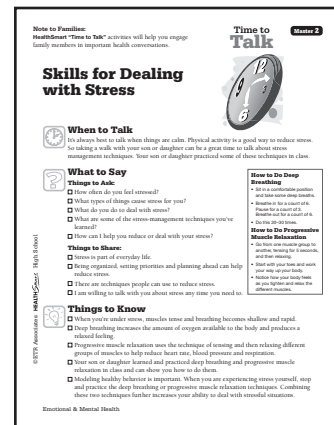 Note to Families:
HealthSmart "Time to Talk" activities will help you engage
family members in important health conversations.
Time to
Talk
Master 2
Skills for Dealing
with Stress
When to Talk
It's always best to talk when things are calm. Physical activity is a good way to reduce stress.
So taking a walk with your son or daughter can be a great time to talk about stress
management techniques. Your son or daughter practiced some of these techniques in class.
What to Say
Things to Ask:
How often do you feel stressed?
What types of things cause stress for you?
What do you do to deal with stress?
What are some of the stress-management techniques you've
learned?
How can I help you reduce or deal with your stress?
Things to Share:
Stress is part of everyday life.
Being organized, setting priorities and planning ahead can help
reduce stress.
There are techniques people can use to reduce stress.
I am willing to talk with you about stress any time you need to.
How to Do Deep
Breathing
• Sit in a comfortable position
and take some deep breaths.
• Breathe in for a count of 6.
Pause for a count of 3.
Breathe out for a count of 6.
• Do this 20–30 times.
How to Do Progressive
Muscle Relaxation
• Go from one muscle group to
another, tensing for 5 seconds,
and then relaxing.
• Start with your toes and work
your way up your body.
• Notice how your body feels
as you tighten and relax the
different muscles.
Things to Know
When you're under stress, muscles tense and breathing becomes shallow and rapid.
Deep breathing increases the amount of oxygen available to the body and produces a
relaxed feeling.
Progressive muscle relaxation uses the technique of tensing and then relaxing different
groups of muscles to help reduce heart rate, blood pressure and respiration.
Your son or daughter learned and practiced deep breathing and progressive muscle
relaxation in class and can show you how to do them.
Modeling healthy behavior is important. When you are experiencing stress yourself, stop
and practice the deep breathing or progressive muscle relaxation techniques. Combining
these two techniques further increases your ability to deal with stressful situations.
©ETR Associates HEALTHSmart High School
Emotional & Mental Health